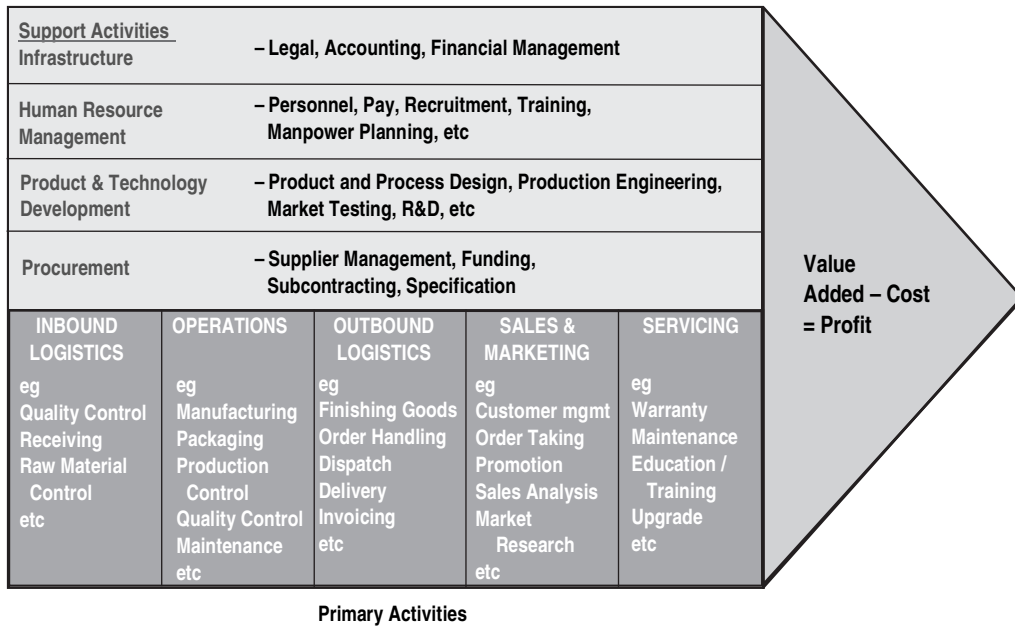 Support Activities
Infrastructure
– Legal, Accounting, Financial Management
Human Resource
Management
– Personnel, Pay, Recruitment, Training,
Manpower Planning, etc
Product & Technology
Development
– Product and Process Design, Production Engineering,
Market Testing, R&D, etc
Procurement
– Supplier Management, Funding,
Subcontracting, Specification
INBOUND
LOGISTICS
eg
Quality Control
Receiving
Raw Material
Control
etc
OPERATIONS
eg
Manufacturing
Packaging
Production
Control
Quality Control
Maintenance
etc
OUTBOUND
LOGISTICS
eg
Finishing Goods
Order Handling
Dispatch
Delivery
Invoicing
etc
SALES &
MARKETING
eg
Customer mgmt
Order Taking
Promotion
Sales Analysis
Market
Research
etc
SERVICING
eg
Warranty
Maintenance
Education /
Training
Upgrade
etc
Value
Added – Cost
= Profit
Primary Activities